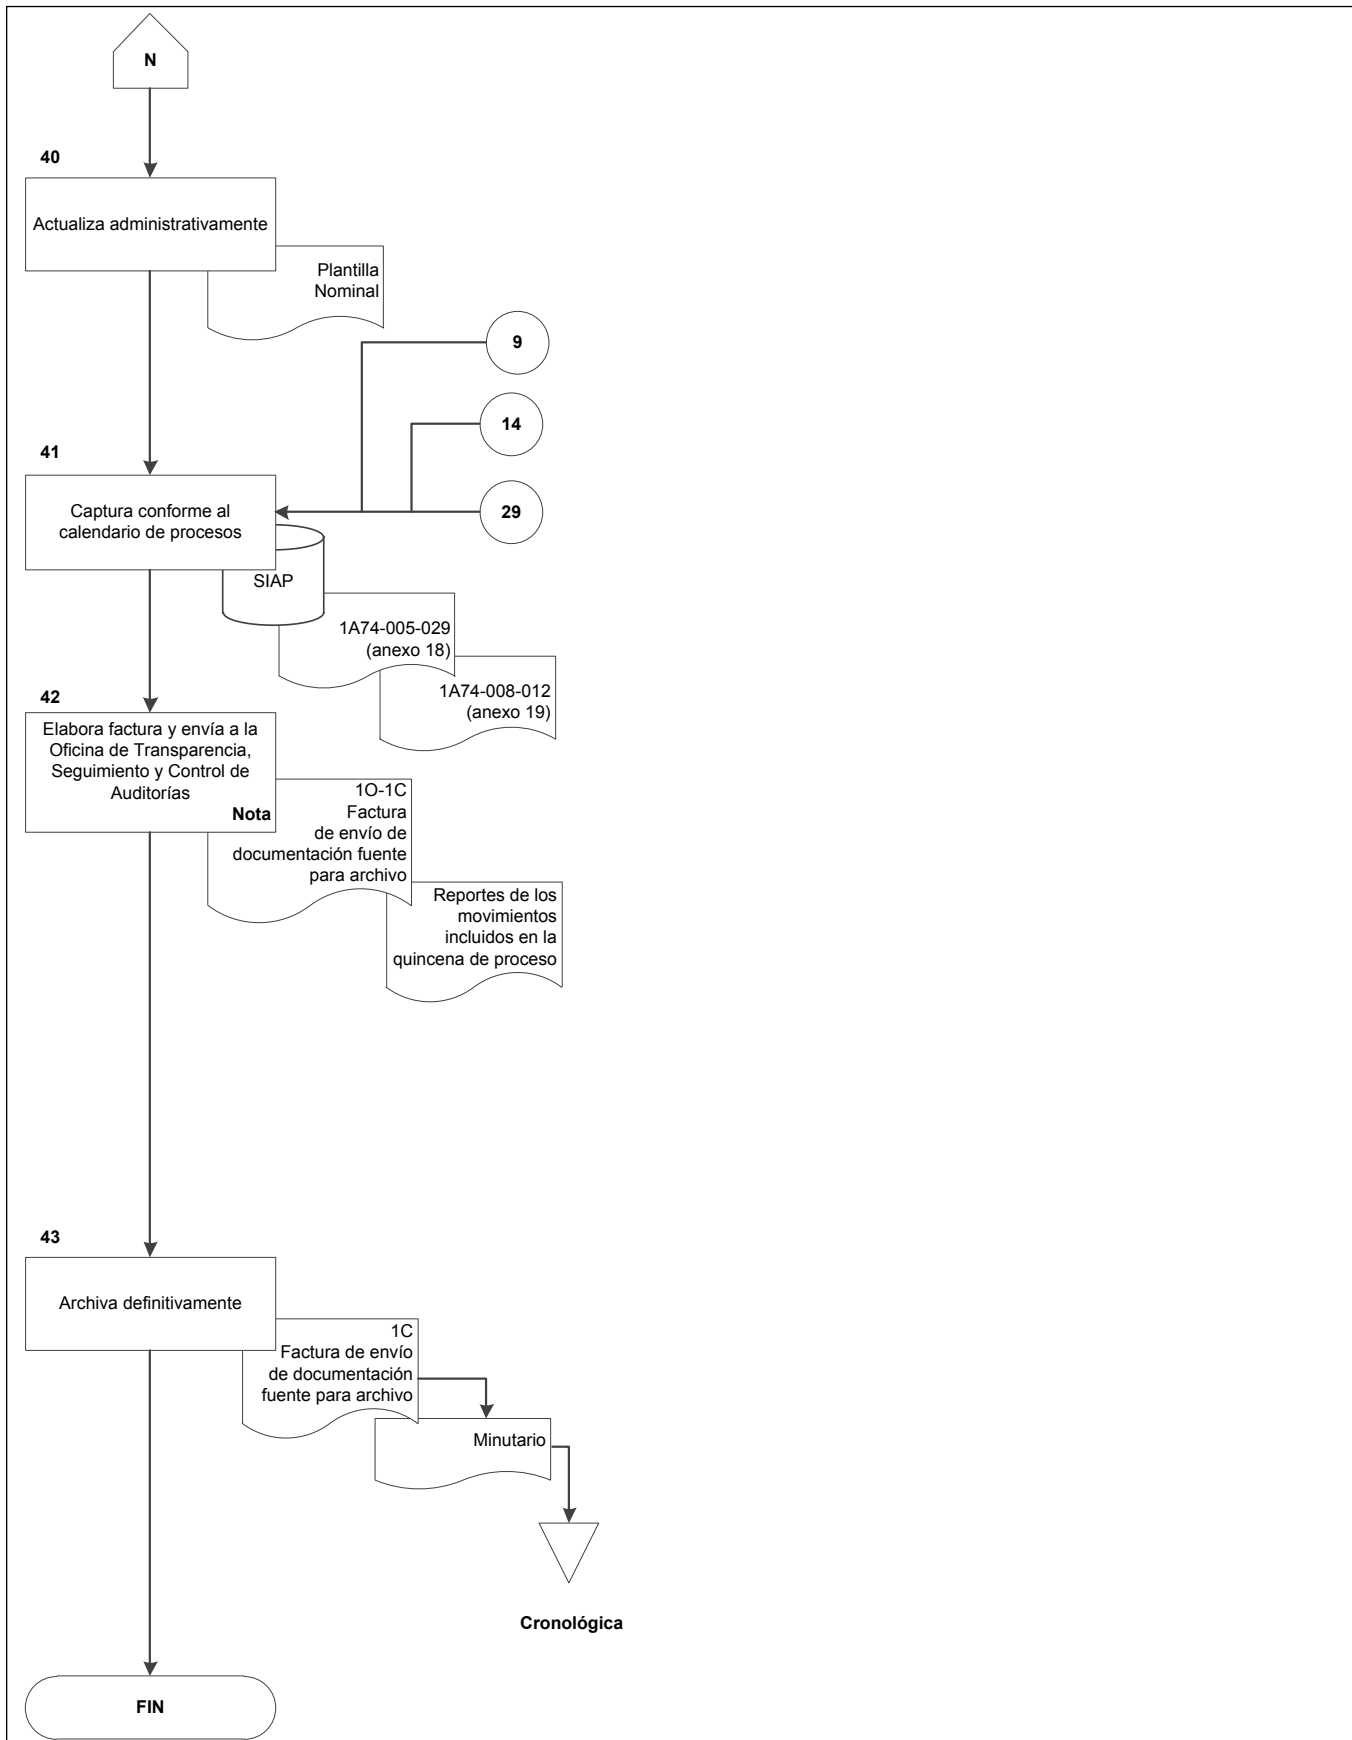 N
40
Actualiza administrativamente
Plantilla
Nominal
9
14
41
29
Captura conforme al
calendario de procesos
SIAP
1A74-005-029
(anexo 18)
1A74-008-012
(anexo 19)
42
Elabora factura y envía a la
Oficina de Transparencia,
Seguimiento y Control de
Auditorías
Nota
1O-1C
Factura
de envío de
documentación fuente
para archivo
Reportes de los
movimientos
incluidos en la
quincena de proceso
43
Archiva definitivamente
1C
Factura de envío
de documentación
fuente para archivo
Minutario
Cronológica
FIN